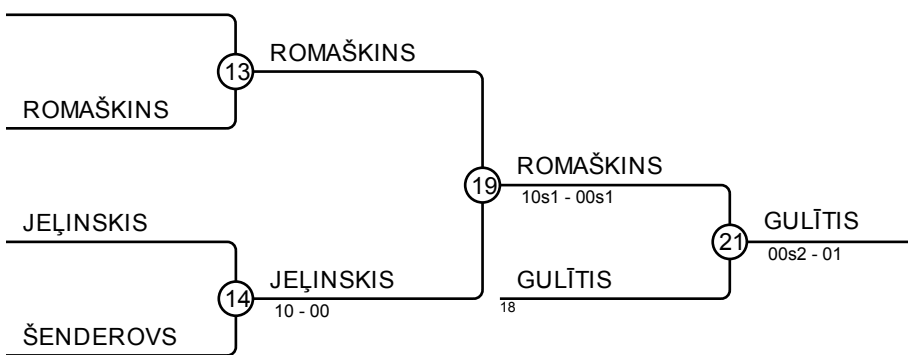 13
ROMAŠKINS
ROMAŠKINS
19
ROMAŠKINS
10s1 - 00s1
JEĻINSKIS
21
GULĪTIS
00s2 - 01
14
JEĻINSKIS
10 - 00
GULĪTIS
18
ŠENDEROVS